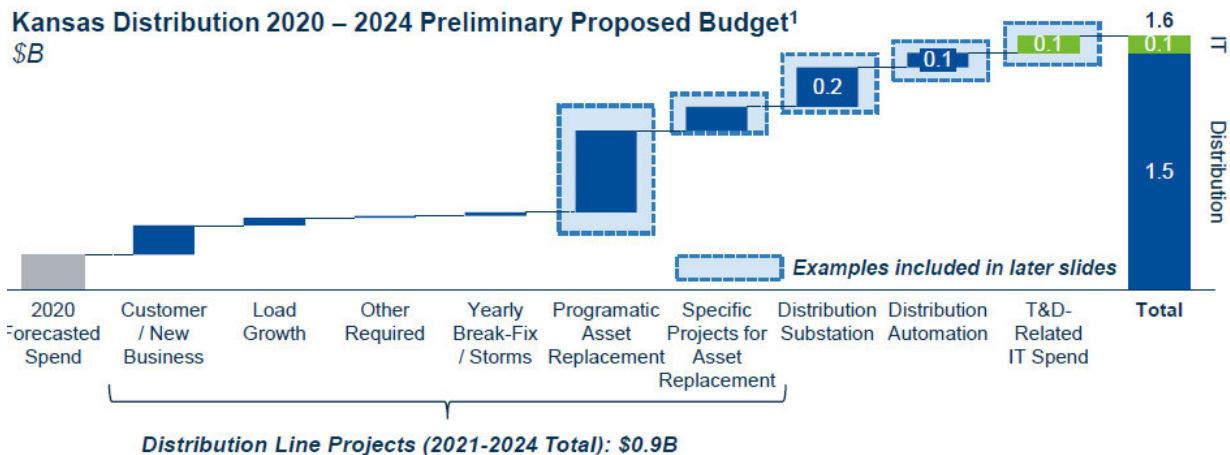 Kansas Distribution 2020 – 2024 Preliminary Proposed Budget¹
$B
1.6
0.1
0.1
0.1
0.2
1.5
IT
Distribution
Examples included in later slides
2020
Forecasted
Spend
Customer
/ New
Business
Load
Growth
Other
Required
Yearly
Break-Fix
/ Storms
Programatic
Asset
Replacement
Specific
Projects for
Asset
Replacement
Distribution
Substation
Distribution
Automation
T&D-
Related
IT Spend
Total
Distribution Line Projects (2021-2024 Total): $0.9B